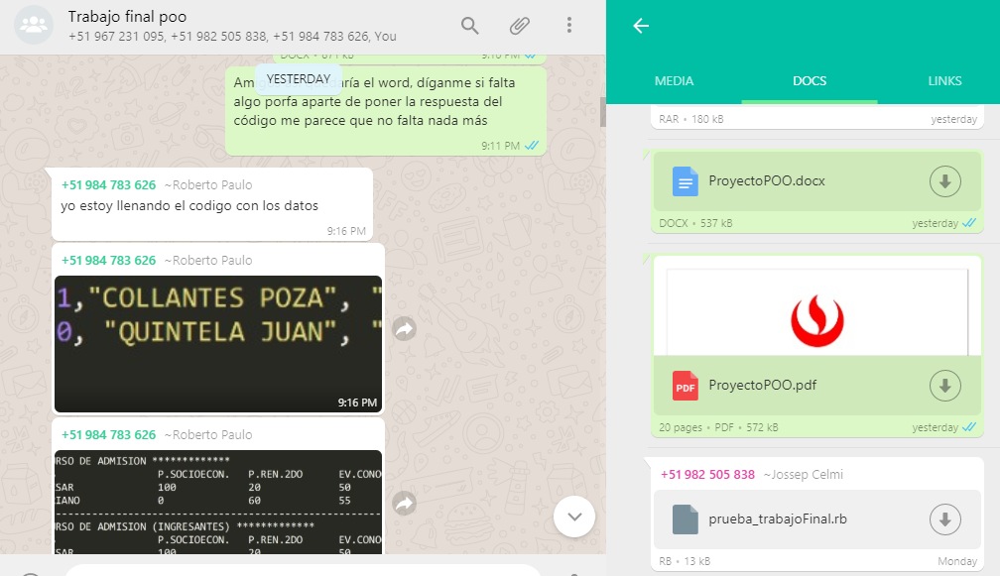 Trabajo final poo
+51 967 231 095, +51 982 505 838, +51 984 783 626, You
DOCX • 671 kB 9:10 PM
YESTERDAY
ría el word, díganme si falta
algo porfa aparte de poner la respuesta del
código me parece que no falta nada más
9:11 PM
+51 984 783 626 ~Roberto Paulo
yo estoy llenando el codigo con los datos
9:16 PM
+51 984 783 626 ~Roberto Paulo
1,"COLLANTES POZA", "
0, "QUINTELA JUAN", "
9:16 PM
+51 984 783 626 ~Roberto Paulo
RSO DE ADMISION *************
P.SOCIOECON. P.REN.2DO EV.CONO
SAR 100 20 50
IANO 0 60 55
RSO DE ADMISION (INGRESANTES) *************
P.SOCIOECON. P.REN.2DO EV.CONO
SAR 100 20 50
MEDIA DOCS LINKS
RAR • 180 kB yesterday
ProyectoPOO.docx
DOCX • 537 kB yesterday
PDF ProyectoPOO.pdf
20 pages • PDF • 572 kB yesterday
+51 982 505 838 ~Jossep Celmi
prueba_trabajoFinal.rb
RB • 13 kB Monday